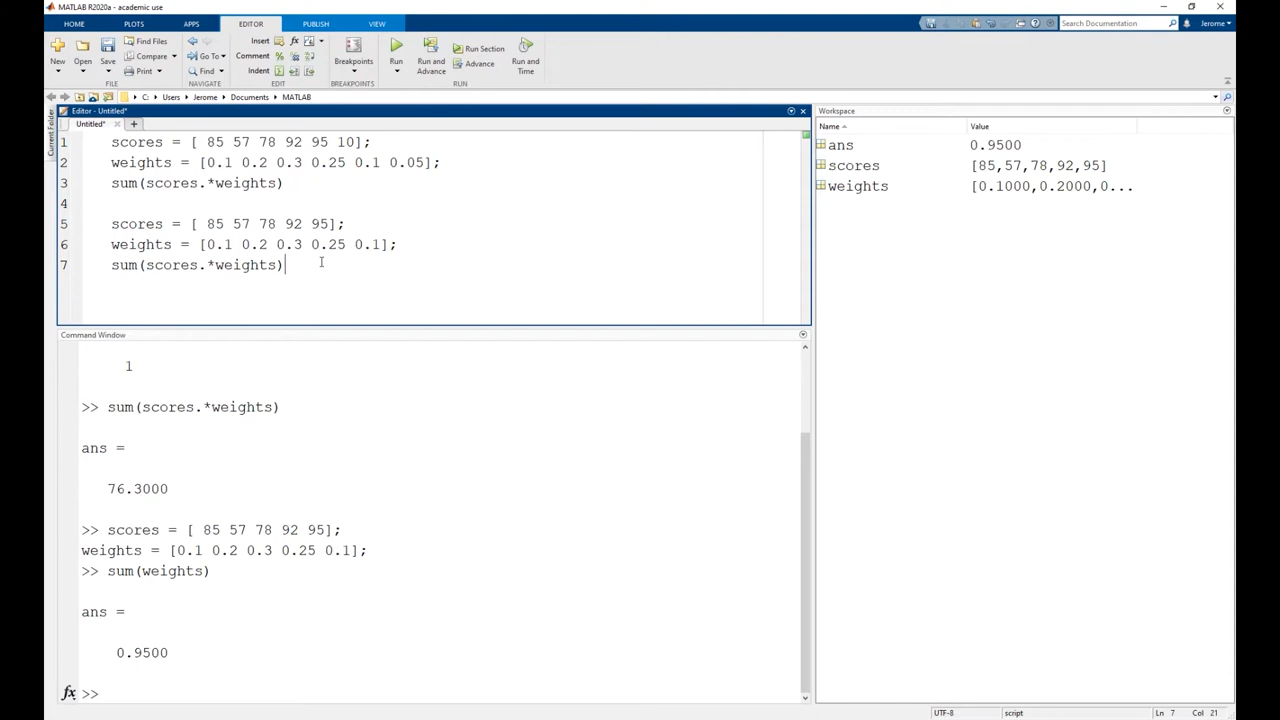 MATLAB R2020a - academic use
HOME PLOTS APPS EDITOR PUBLISH VIEW Search Documentation Jerome
New Open Save Find Files Compare Print
Go To Find
Insert fx
Comment %
Indent
Breakpoints
Run Run and Advance Run Section Advance Run and Time
FILE NAVIGATE EDIT BREAKPOINTS RUN
C: Users Jerome Documents MATLAB
Current Folder
Editor - Untitled*
Untitled* +
1 scores = [ 85 57 78 92 95 10];
2 weights = [0.1 0.2 0.3 0.25 0.1 0.05];
3 sum(scores.*weights)
4
5 scores = [ 85 57 78 92 95];
6 weights = [0.1 0.2 0.3 0.25 0.1];
7 sum(scores.*weights)
Command Window
1
>> sum(scores.*weights)
ans =
76.3000
>> scores = [ 85 57 78 92 95];
weights = [0.1 0.2 0.3 0.25 0.1];
>> sum(weights)
ans =
0.9500
fx >>
Workspace
Name Value
ans 0.9500
scores [85,57,78,92,95]
weights [0.1000,0.2000,0...
UTF-8 script Ln 7 Col 21